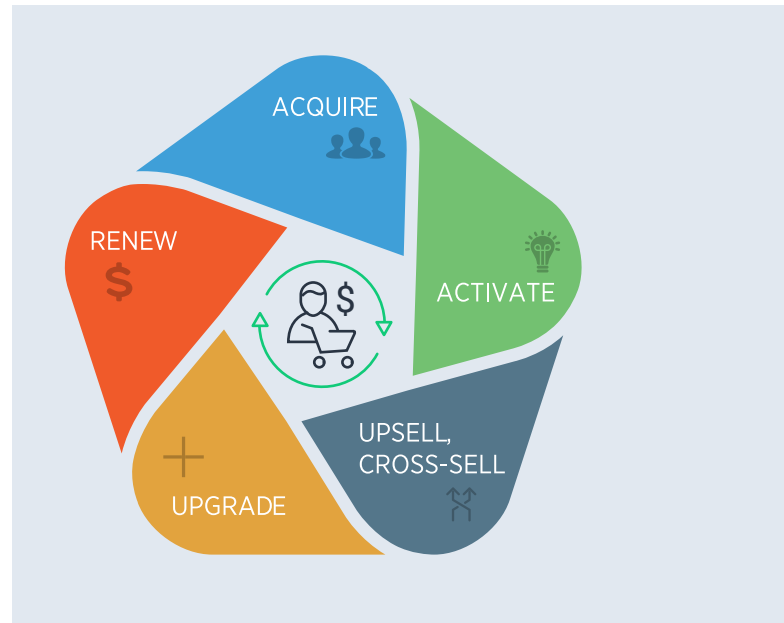 ACQUIRE
ACTIVATE
UPSELL,
CROSS-SELL
UPGRADE
RENEW
$
$